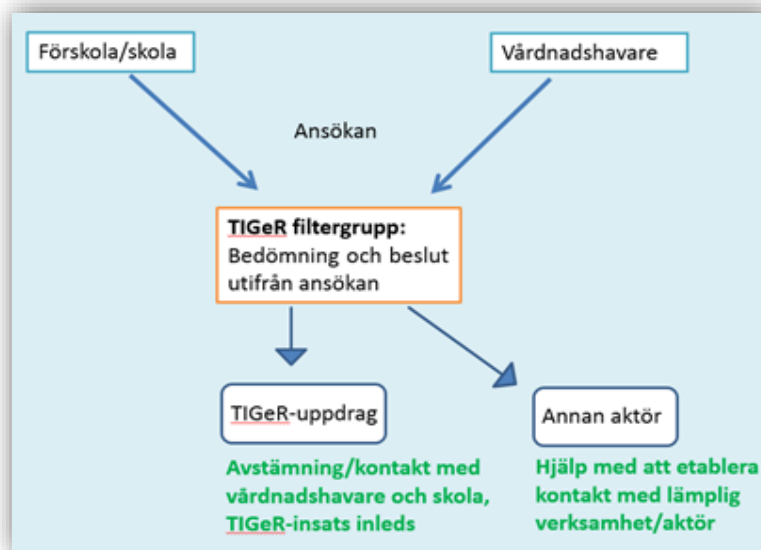 Förskola/skola
Vårdnadshavare
Ansökan
TIGeR filtergrupp:
Bedömning och beslut
utifrån ansökan
TIGeR-uppdrag
Annan aktör
Avstämning/kontakt med
vårdnadshavare och skola,
TIGeR-insats inleds
Hjälp med att etablera
kontakt med lämplig
verksamhet/aktör